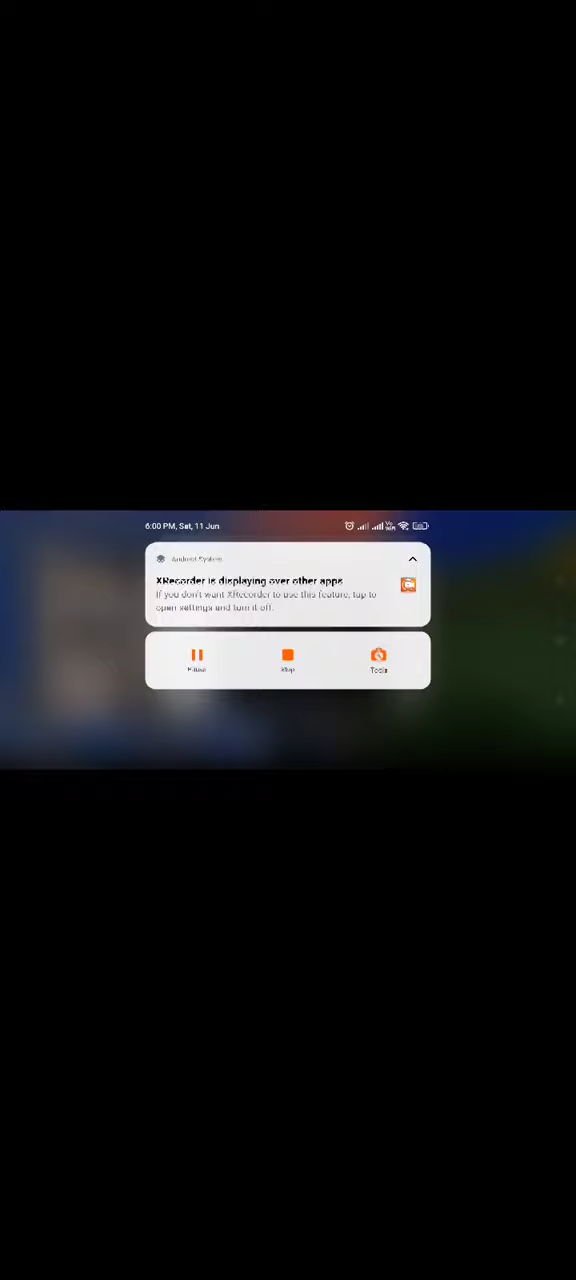 6:00 PM, Sat, 11 Jun
Android System
XRecorder is displaying over other apps
If you don't want XRecorder to use this feature, tap to
open settings and turn it off.
Pause Stop Tools